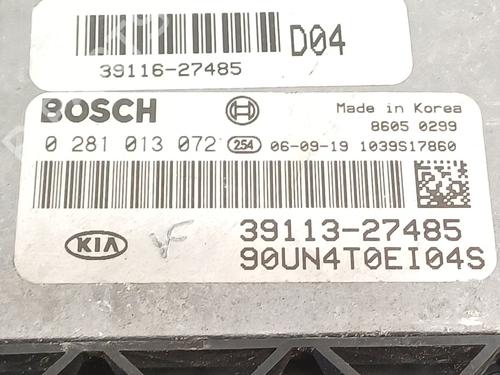 D04
39116-27485
BOSCH
Made in Korea
8605 0299
0 281 013 072 254 06-09-19 1039S17860
39113-27485
KIA
90UN4T0EI04S